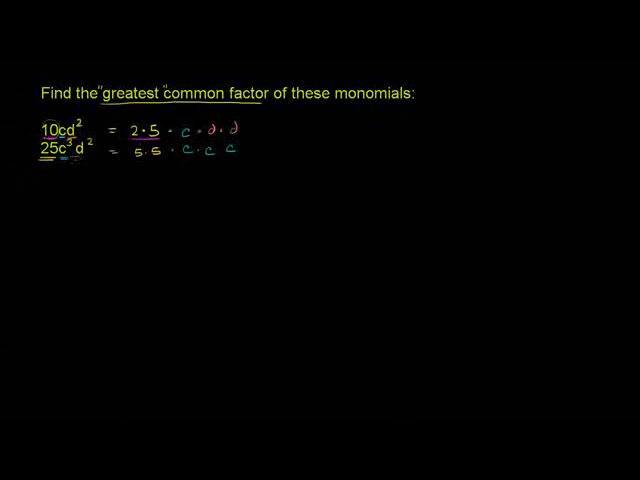 Find the "greatest "common factor of these monomials:
10cd² = 2·5 · c · d · d
25c³d² = 5·5 · c · c c